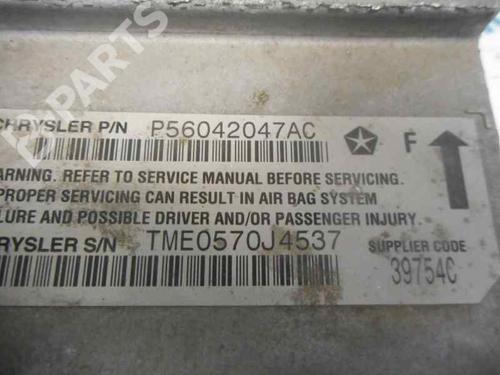 CHRYSLER P/N P56042047AC F
WARNING. REFER TO SERVICE MANUAL BEFORE SERVICING.
PROPER SERVICING CAN RESULT IN AIR BAG SYSTEM
LURE AND POSSIBLE DRIVER AND/OR PASSENGER INJURY.
RYSLER S/N TME0570J4537 SUPPLIER CODE
39754C
PARTS